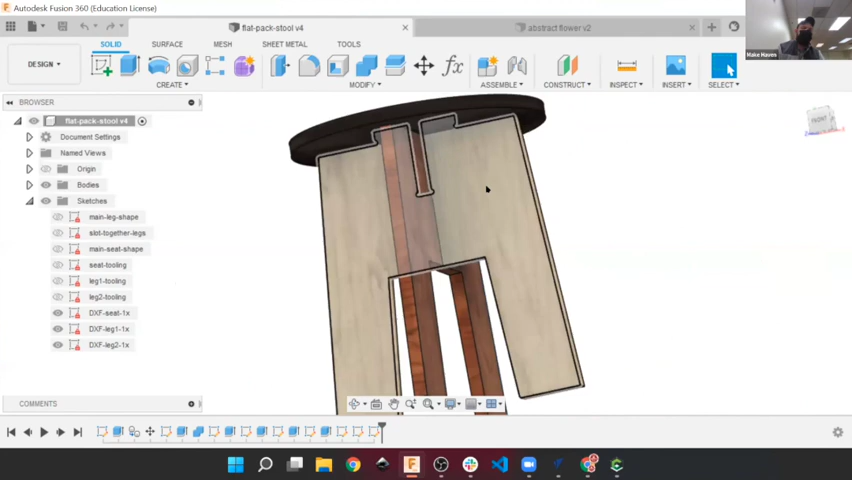 Autodesk Fusion 360 (Education License)
flat-pack-stool v4
abstract flower v2
SOLID
SURFACE
MESH
SHEET METAL
TOOLS
DESIGN
CREATE
MODIFY
ASSEMBLE
CONSTRUCT
INSPECT
INSERT
SELECT
Make Haven
BROWSER
flat-pack-stool v4
Document Settings
Named Views
Origin
Bodies
Sketches
main-leg-shape
slot-together-legs
main-seat-shape
seat-tooling
leg1-tooling
leg2-tooling
DXF-seat-1x
DXF-leg1-1x
DXF-leg2-1x
FRONT
COMMENTS